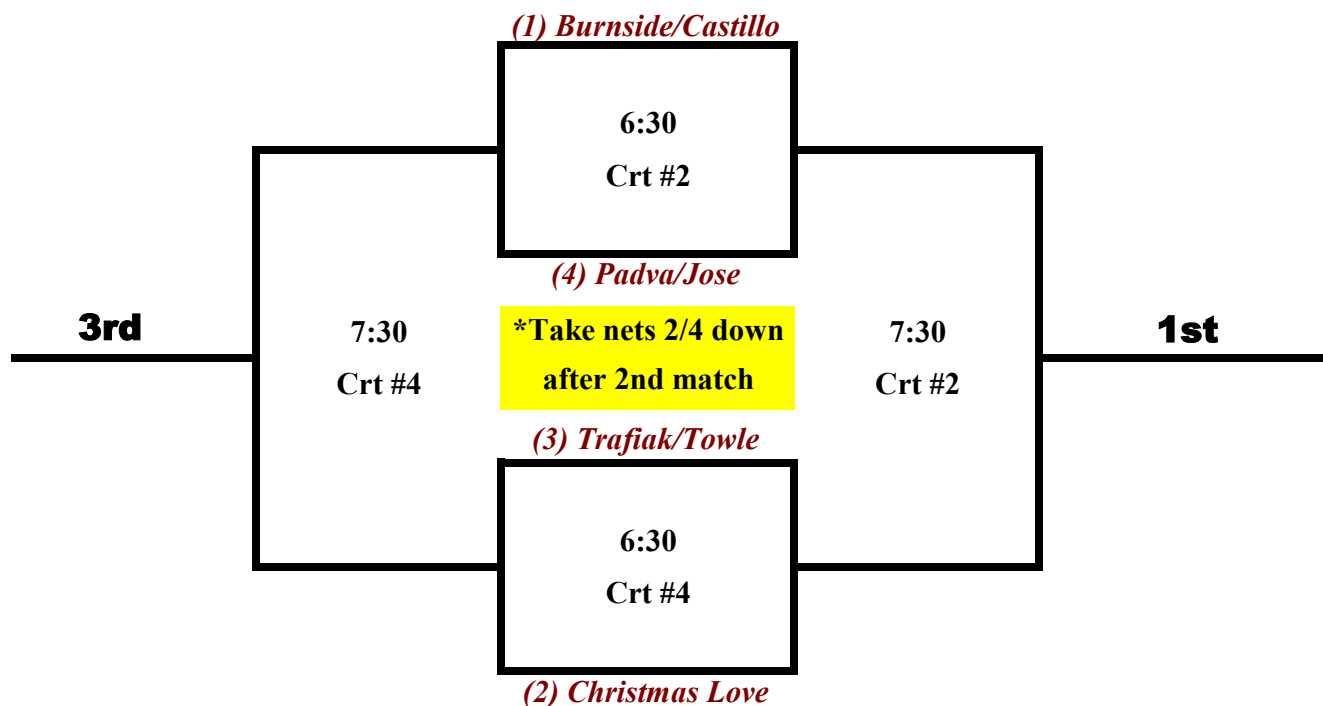 (1) Burnside/Castillo
6:30
Crt #2
(4) Padva/Jose
3rd
7:30
Crt #4
*Take nets 2/4 down
after 2nd match
7:30
Crt #2
1st
(3) Trafiak/Towle
6:30
Crt #4
(2) Christmas Love